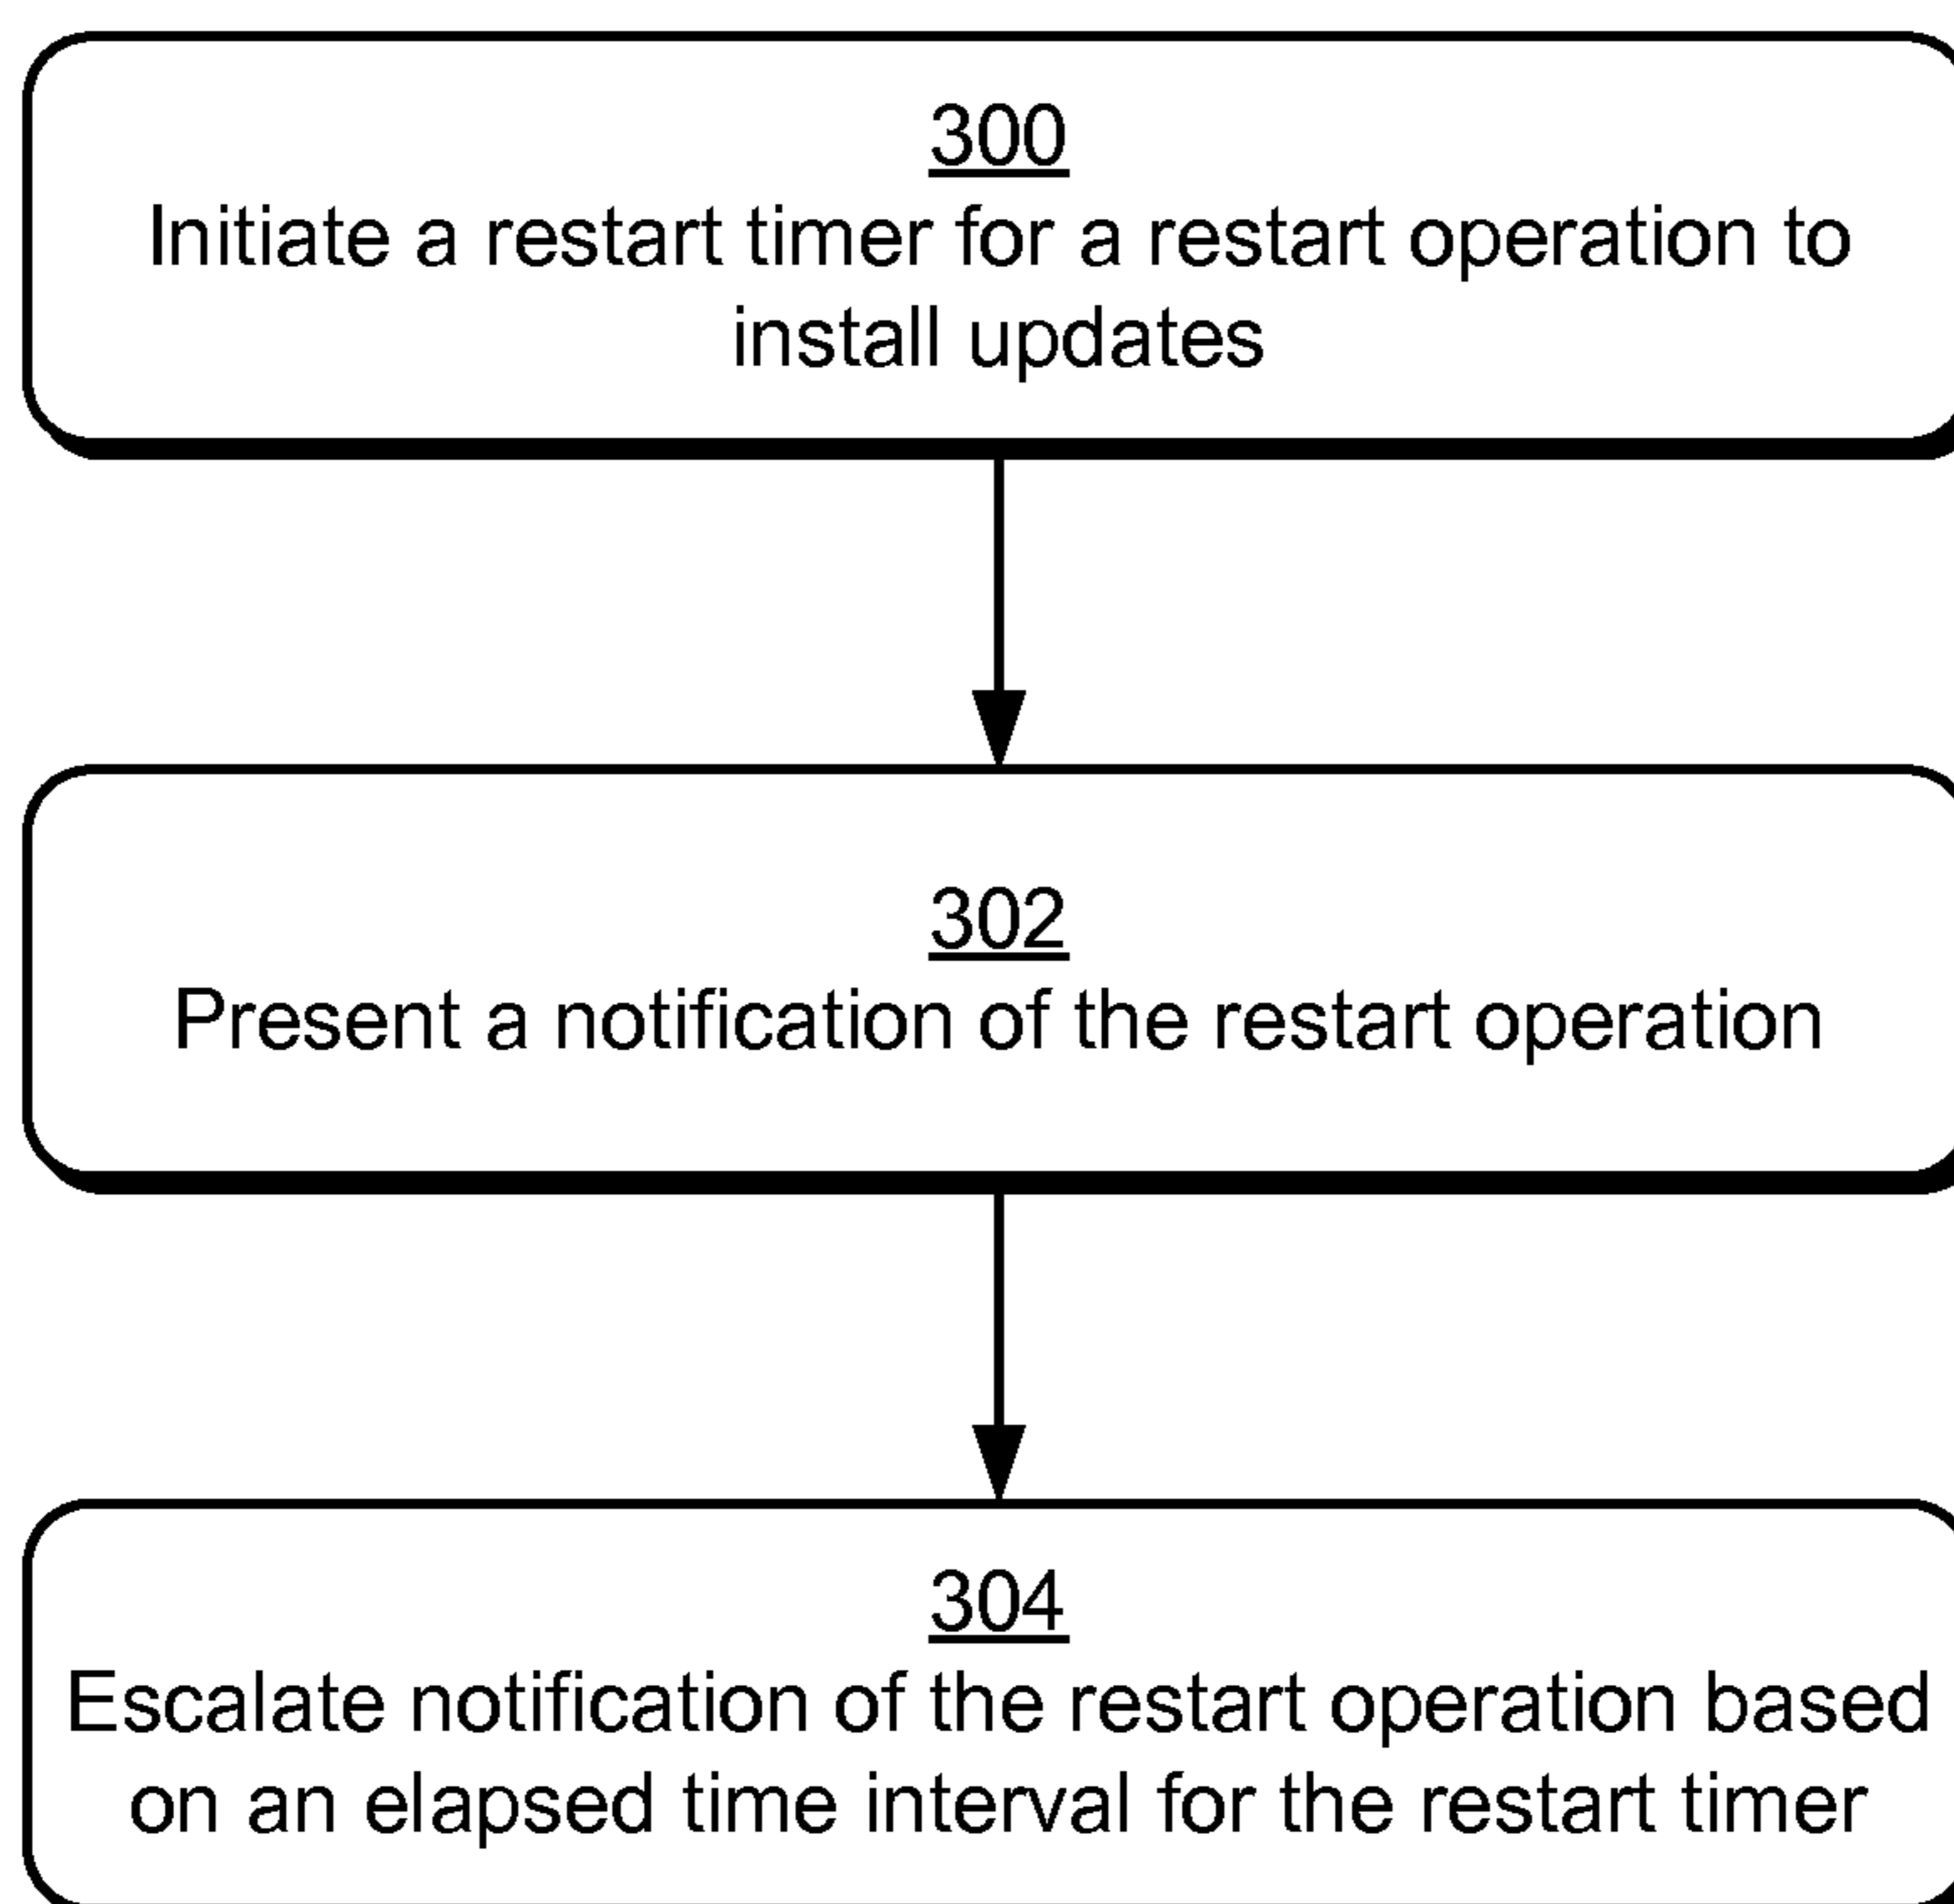 300
Initiate a restart timer for a restart operation to
install updates
302
Present a notification of the restart operation
304
Escalate notification of the restart operation based
on an elapsed time interval for the restart timer